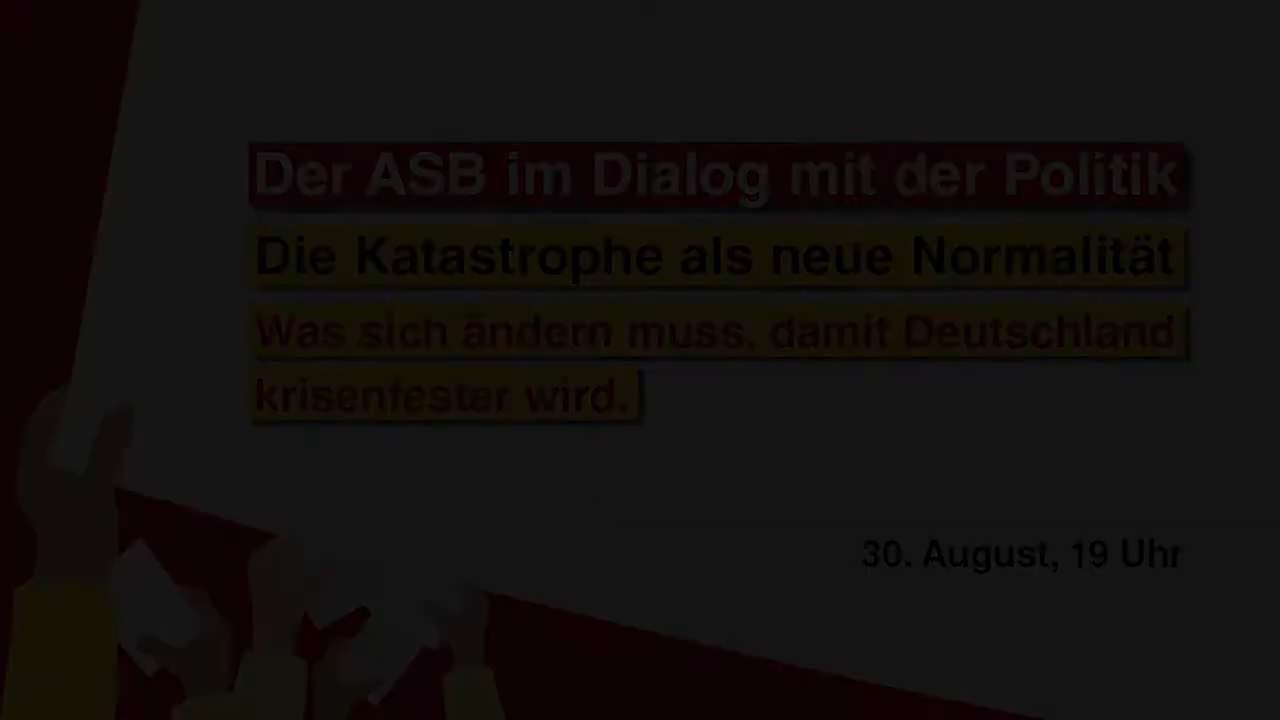 Der ASB im Dialog mit der Politik
Die Katastrophe als neue Normalität
Was sich ändern muss, damit Deutschland
krisenfester wird.
30. August, 19 Uhr